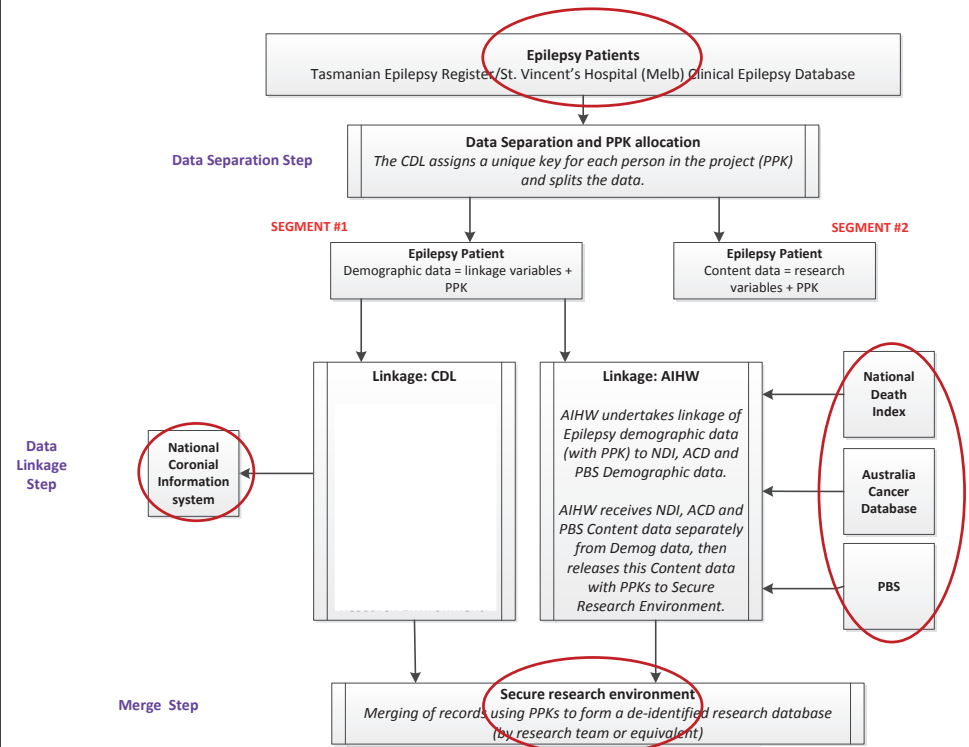 Epilepsy Patients
Tasmanian Epilepsy Register/St. Vincent's Hospital (Melb) Clinical Epilepsy Database
Data Separation Step
Data Separation and PPK allocation
The CDL assigns a unique key for each person in the project (PPK)
and splits the data.
SEGMENT #1
SEGMENT #2
Epilepsy Patient
Demographic data = linkage variables +
PPK
Epilepsy Patient
Content data = research
variables + PPK
Data
Linkage
Step
National
Coronial
Information
system
Linkage: CDL
Linkage: AIHW
AIHW undertakes linkage of
Epilepsy demographic data
(with PPK) to NDI, ACD and
PBS Demographic data.
AIHW receives NDI, ACD and
PBS Content data separately
from Demog data, then
releases this Content data
with PPKs to Secure
Research Environment.
National
Death
Index
Australia
Cancer
Database
PBS
Merge Step
Secure research environment
Merging of records using PPKs to form a de-identified research database
(by research team or equivalent)